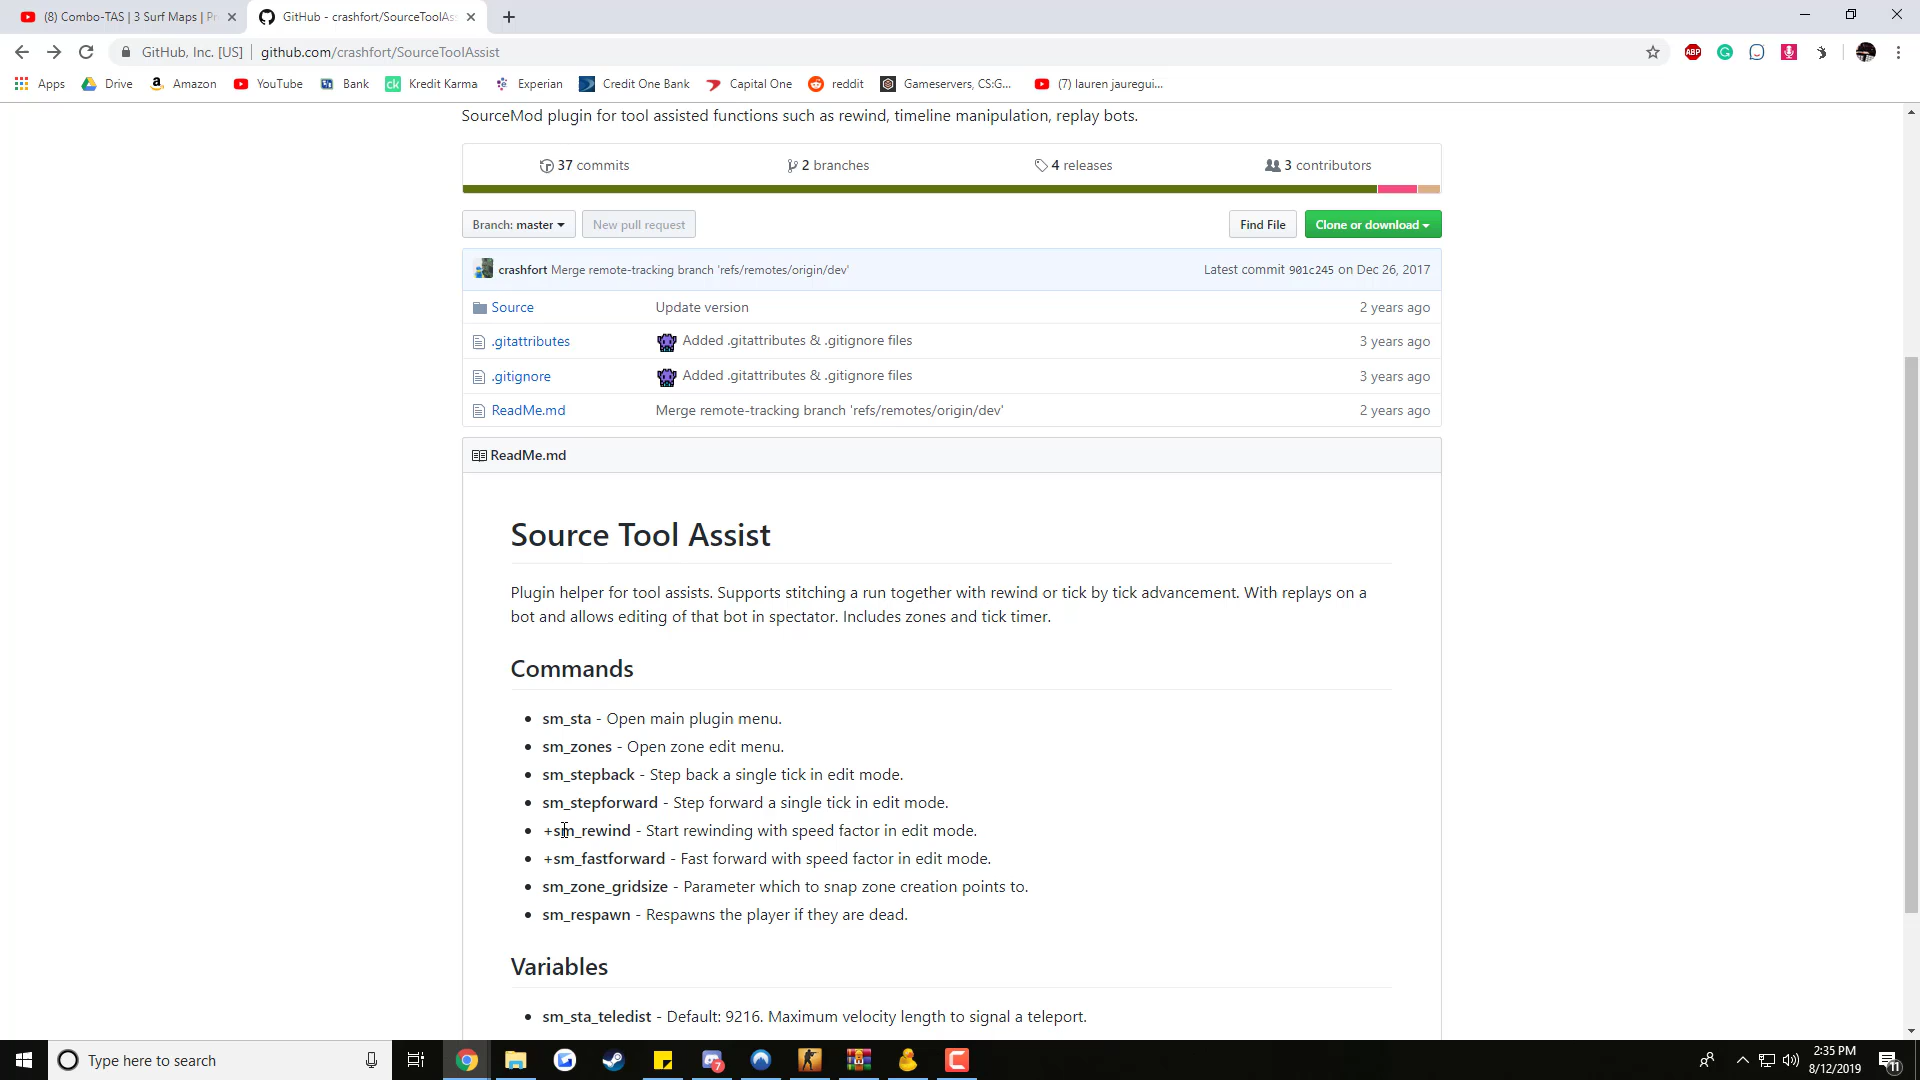 (8) Combo-TAS | 3 Surf Maps | Pr
GitHub - crashfort/SourceToolAss
GitHub, Inc. [US]
github.com/crashfort/SourceToolAssist
ABP
Apps
Drive
Amazon
YouTube
Bank
Kredit Karma
Experian
Credit One Bank
Capital One
reddit
Gameservers, CS:G...
(7) lauren jauregui...
SourceMod plugin for tool assisted functions such as rewind, timeline manipulation, replay bots.
37 commits
2 branches
4 releases
3 contributors
Branch: master
New pull request
Find File
Clone or download
crashfort Merge remote-tracking branch 'refs/remotes/origin/dev'
Latest commit 901c245 on Dec 26, 2017
Source
Update version
2 years ago
.gitattributes
Added .gitattributes & .gitignore files
3 years ago
.gitignore
Added .gitattributes & .gitignore files
3 years ago
ReadMe.md
Merge remote-tracking branch 'refs/remotes/origin/dev'
2 years ago
ReadMe.md
Source Tool Assist
Plugin helper for tool assists. Supports stitching a run together with rewind or tick by tick advancement. With replays on a
bot and allows editing of that bot in spectator. Includes zones and tick timer.
Commands
• sm_sta - Open main plugin menu.
• sm_zones - Open zone edit menu.
• sm_stepback - Step back a single tick in edit mode.
• sm_stepforward - Step forward a single tick in edit mode.
• +sm_rewind - Start rewinding with speed factor in edit mode.
• +sm_fastforward - Fast forward with speed factor in edit mode.
• sm_zone_gridsize - Parameter which to snap zone creation points to.
• sm_respawn - Respawns the player if they are dead.
Variables
• sm_sta_teledist - Default: 9216. Maximum velocity length to signal a teleport.
Type here to search
7
2:35 PM
8/12/2019
11